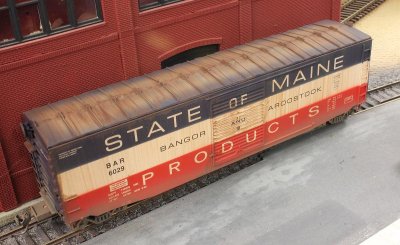 STATE OF MAINE
BANGOR AND AROOSTOOK
PRODUCTS
BAR
6029